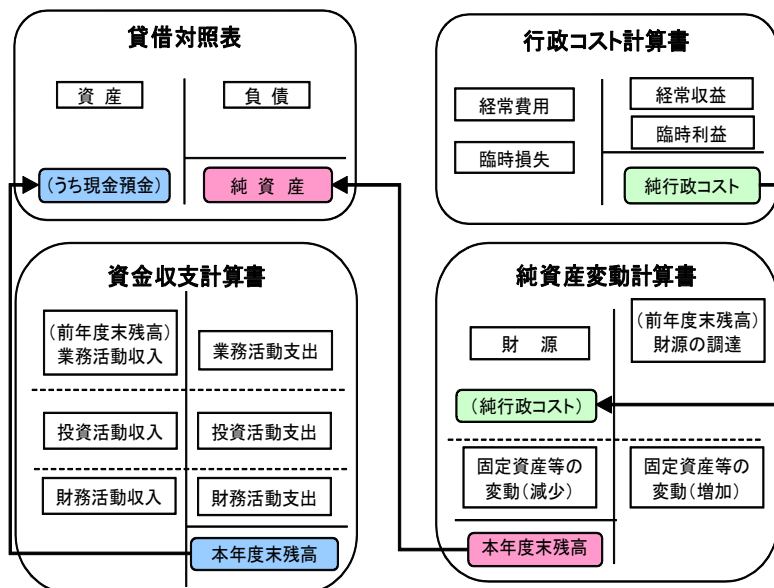 貸借対照表
資産
負債
(うち現金預金)
純資産
行政コスト計算書
経常費用
経常収益
臨時利益
臨時損失
純行政コスト
資金収支計算書
(前年度末残高)
業務活動収入
業務活動支出
投資活動収入
投資活動支出
財務活動収入
財務活動支出
本年度末残高
純資産変動計算書
財源
(前年度末残高)
財源の調達
(純行政コスト)
固定資産等の
変動(減少)
固定資産等の
変動(増加)
本年度末残高